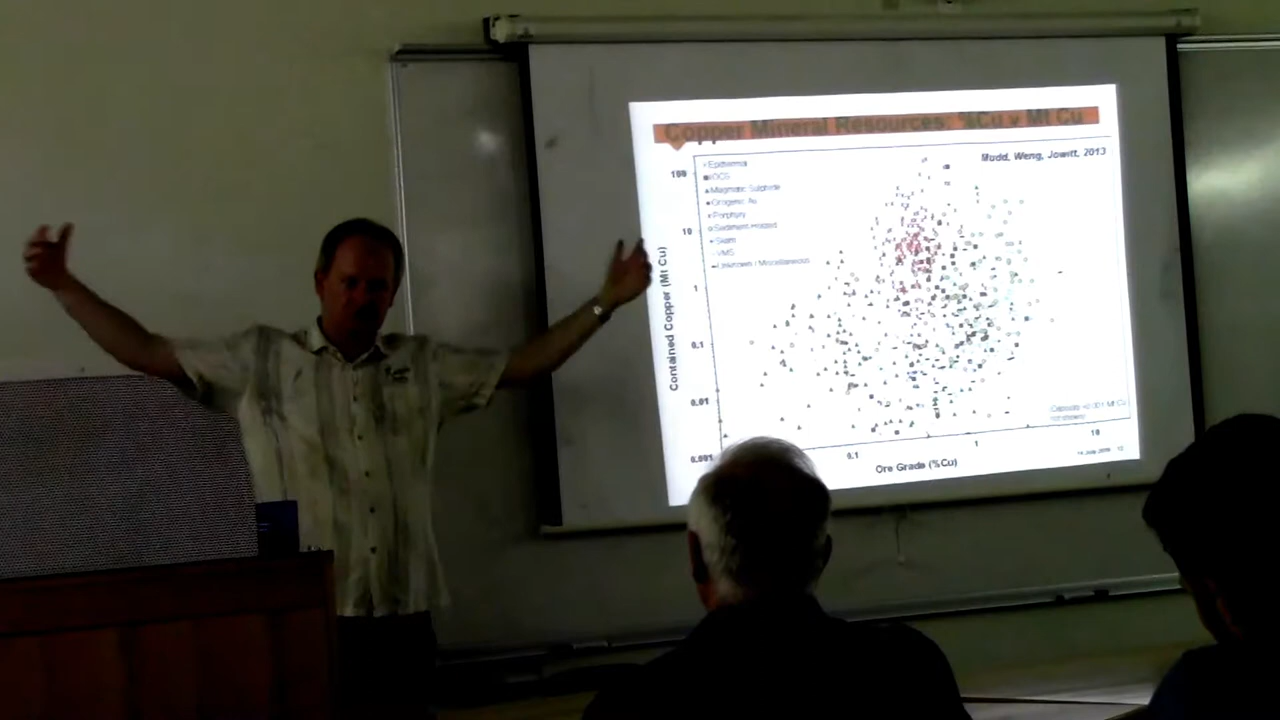 Copper Mineral Resources: %Cu v Mt Cu
Mudd, Weng, Jowitt, 2013
Epithermal
IOCG
Magmatic Sulphide
Orogenic Au
Porphyry
Sediment-Hosted
Skarn
VMS
Unknown / Miscellaneous
100
10
1
0.1
0.01
0.001
Contained Copper (Mt Cu)
0.1
1
10
Ore Grade (%Cu)